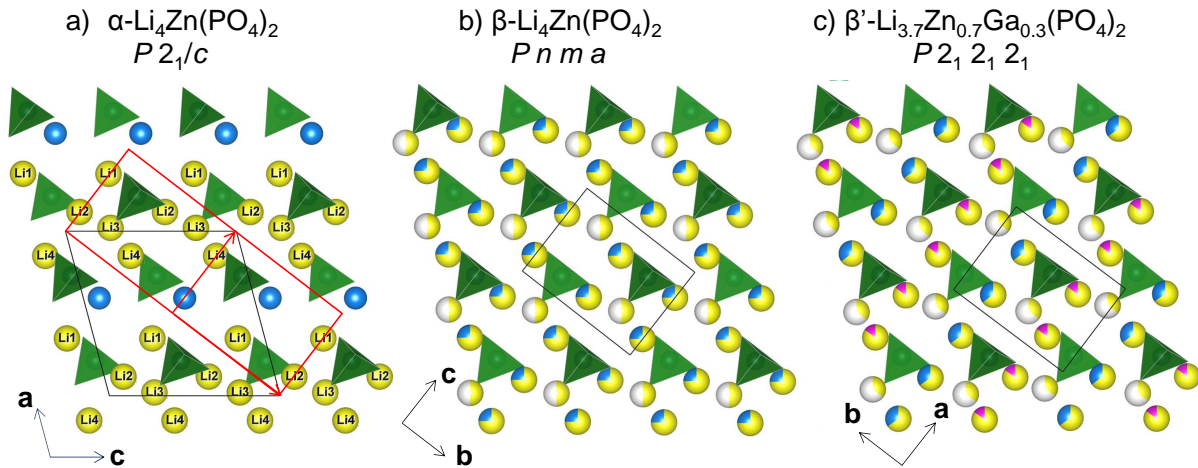 a) α-Li₄Zn(PO₄)₂
P 2₁/c
b) β-Li₄Zn(PO₄)₂
P n m a
c) β’-Li₃.₇Zn₀.₇Ga₀.₃(PO₄)₂
P 2₁ 2₁ 2₁
Li1 Li1 Li1 Li1
Li2 Li2 Li2 Li2
Li3 Li3 Li3
Li4 Li4 Li4 Li4
Li1 Li1 Li1 Li1
Li2 Li2 Li2 Li2
Li3 Li3 Li3
Li4 Li4 Li4 Li4
a
c
c
b
b
a